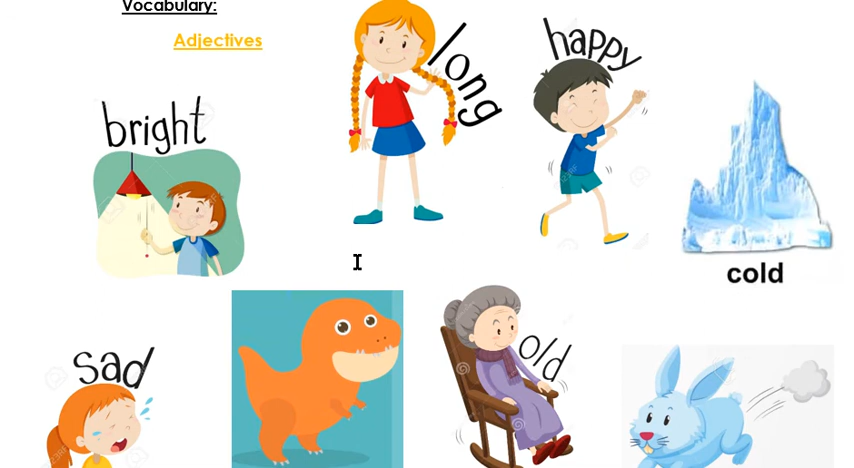 Vocabulary:
Adjectives
long
happy
bright
cold
sad
old